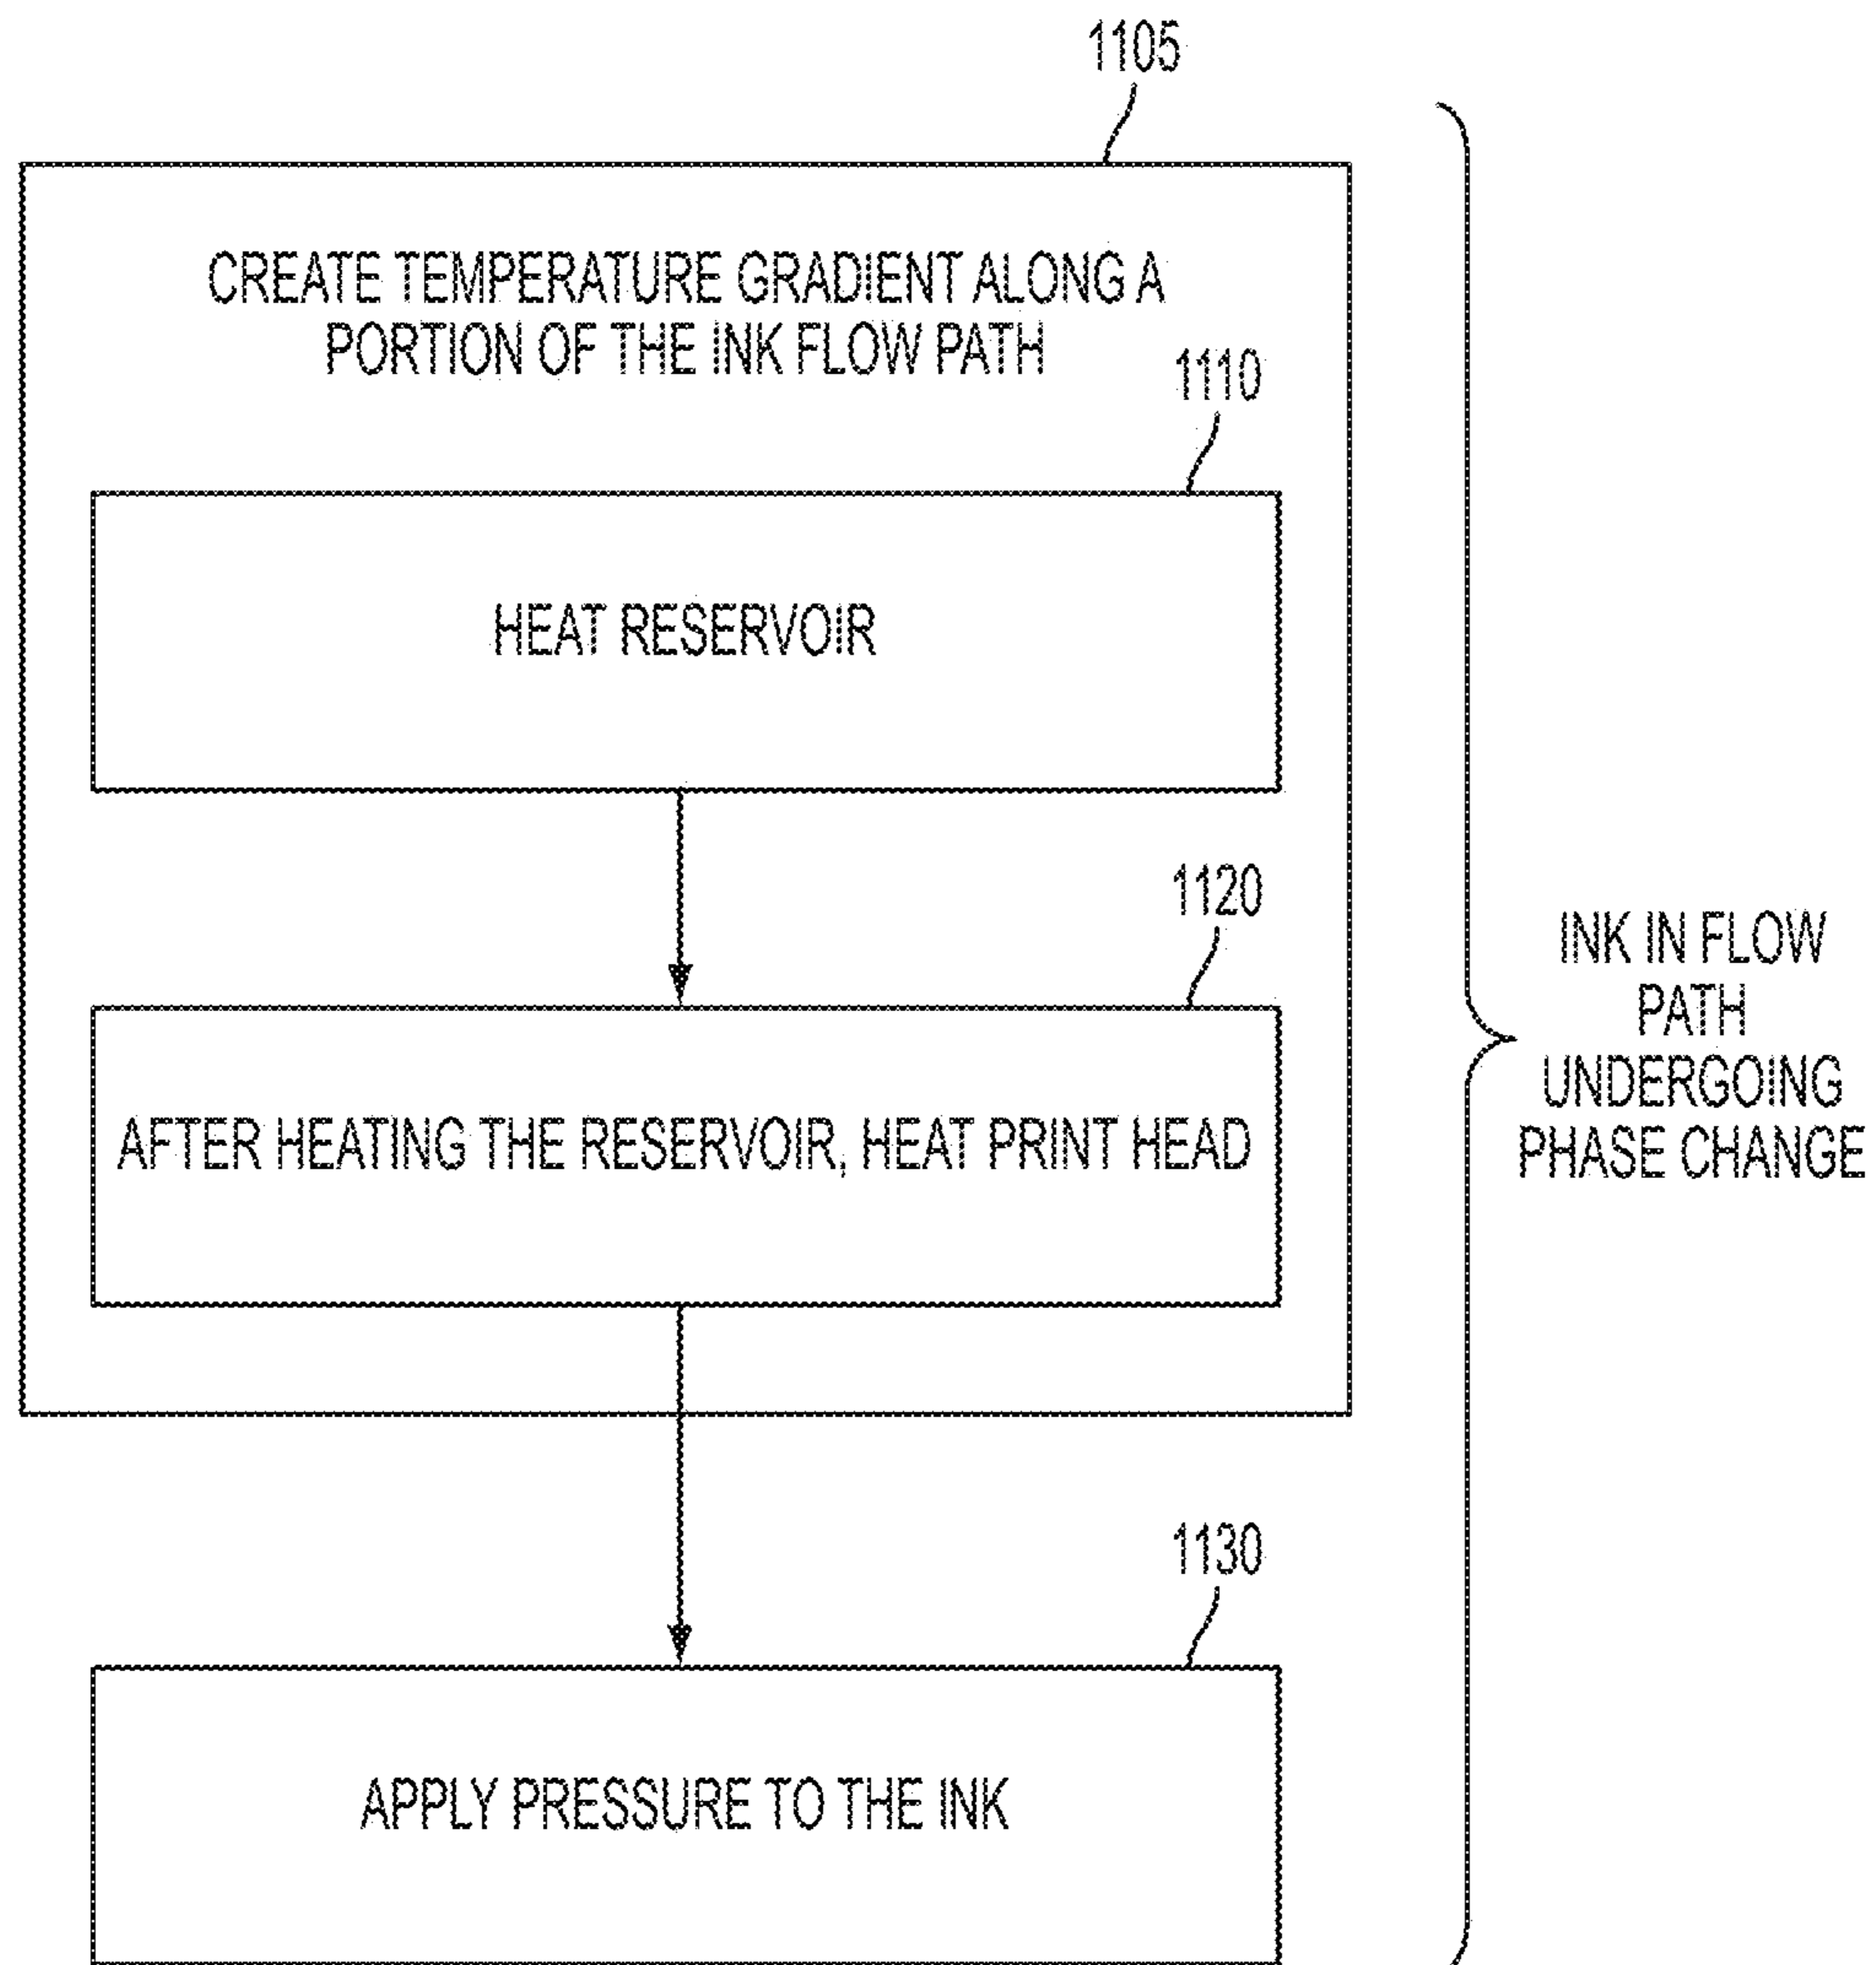 1105
CREATE TEMPERATURE GRADIENT ALONG A
PORTION OF THE INK FLOW PATH
1110
HEAT RESERVOIR
1120
AFTER HEATING THE RESERVOIR, HEAT PRINT HEAD
1130
APPLY PRESSURE TO THE INK
INK IN FLOW
PATH
UNDERGOING
PHASE CHANGE